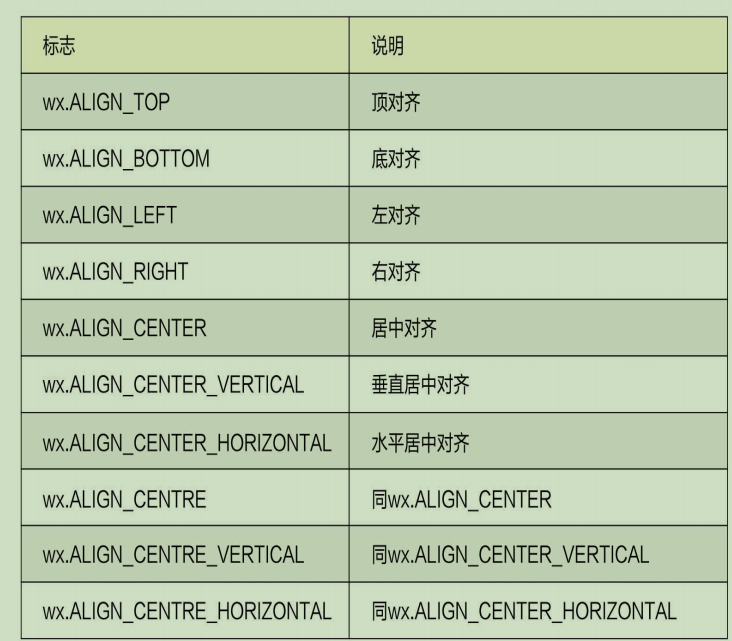 标志 说明
wx.ALIGN_TOP 顶对齐
wx.ALIGN_BOTTOM 底对齐
wx.ALIGN_LEFT 左对齐
wx.ALIGN_RIGHT 右对齐
wx.ALIGN_CENTER 居中对齐
wx.ALIGN_CENTER_VERTICAL 垂直居中对齐
wx.ALIGN_CENTER_HORIZONTAL 水平居中对齐
wx.ALIGN_CENTRE 同wx.ALIGN_CENTER
wx.ALIGN_CENTRE_VERTICAL 同wx.ALIGN_CENTER_VERTICAL
wx.ALIGN_CENTRE_HORIZONTAL 同wx.ALIGN_CENTER_HORIZONTAL